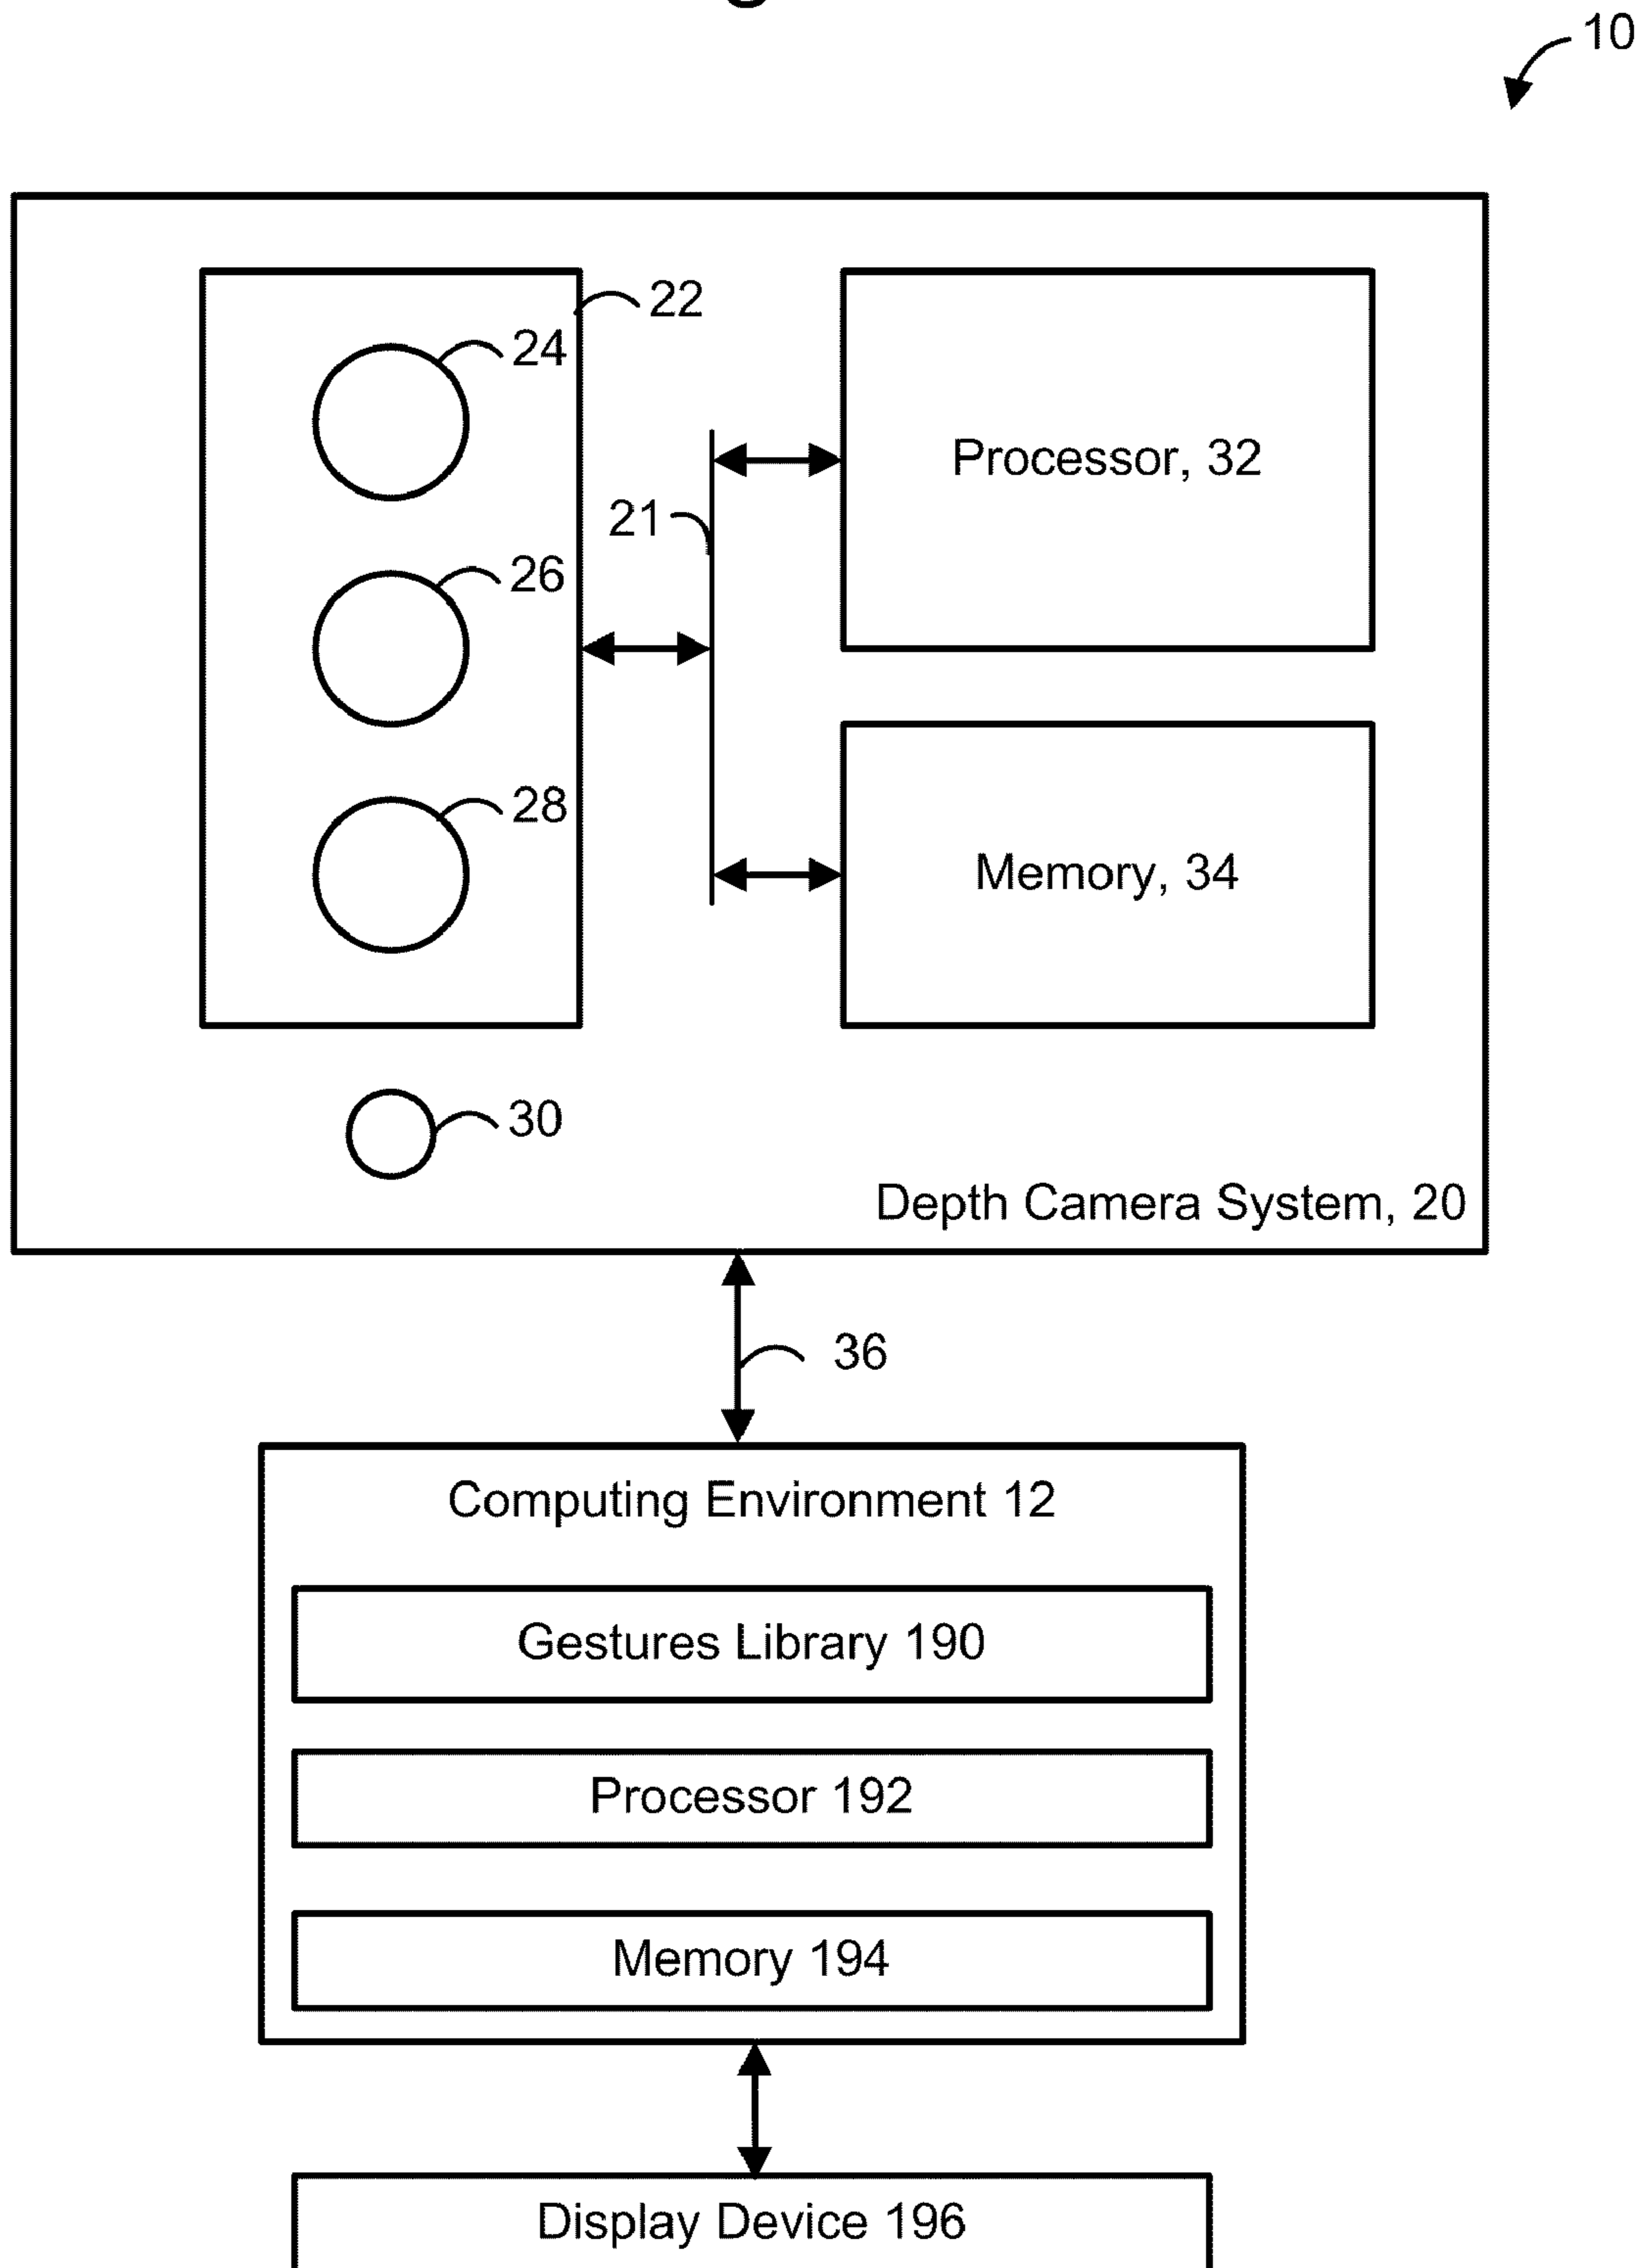 10
22
24
Processor, 32
21
26
28
Memory, 34
30
Depth Camera System, 20
36
Computing Environment 12
Gestures Library 190
Processor 192
Memory 194
Display Device 196